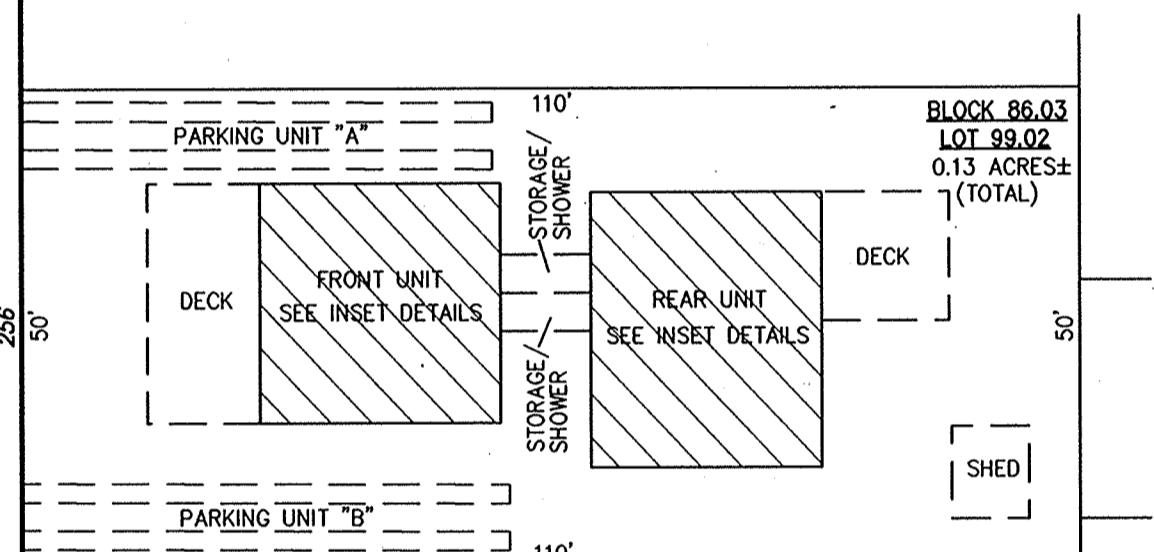 110'
BLOCK 86.03
LOT 99.02
0.13 ACRES±
(TOTAL)
PARKING UNIT "A"
STORAGE/
SHOWER
DECK
FRONT UNIT
SEE INSET DETAILS
REAR UNIT
SEE INSET DETAILS
DECK
256'
50'
50'
STORAGE/
SHOWER
SHED
PARKING UNIT "B"
110'